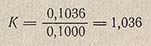 K = 0,1036 / 0,1000 = 1,036